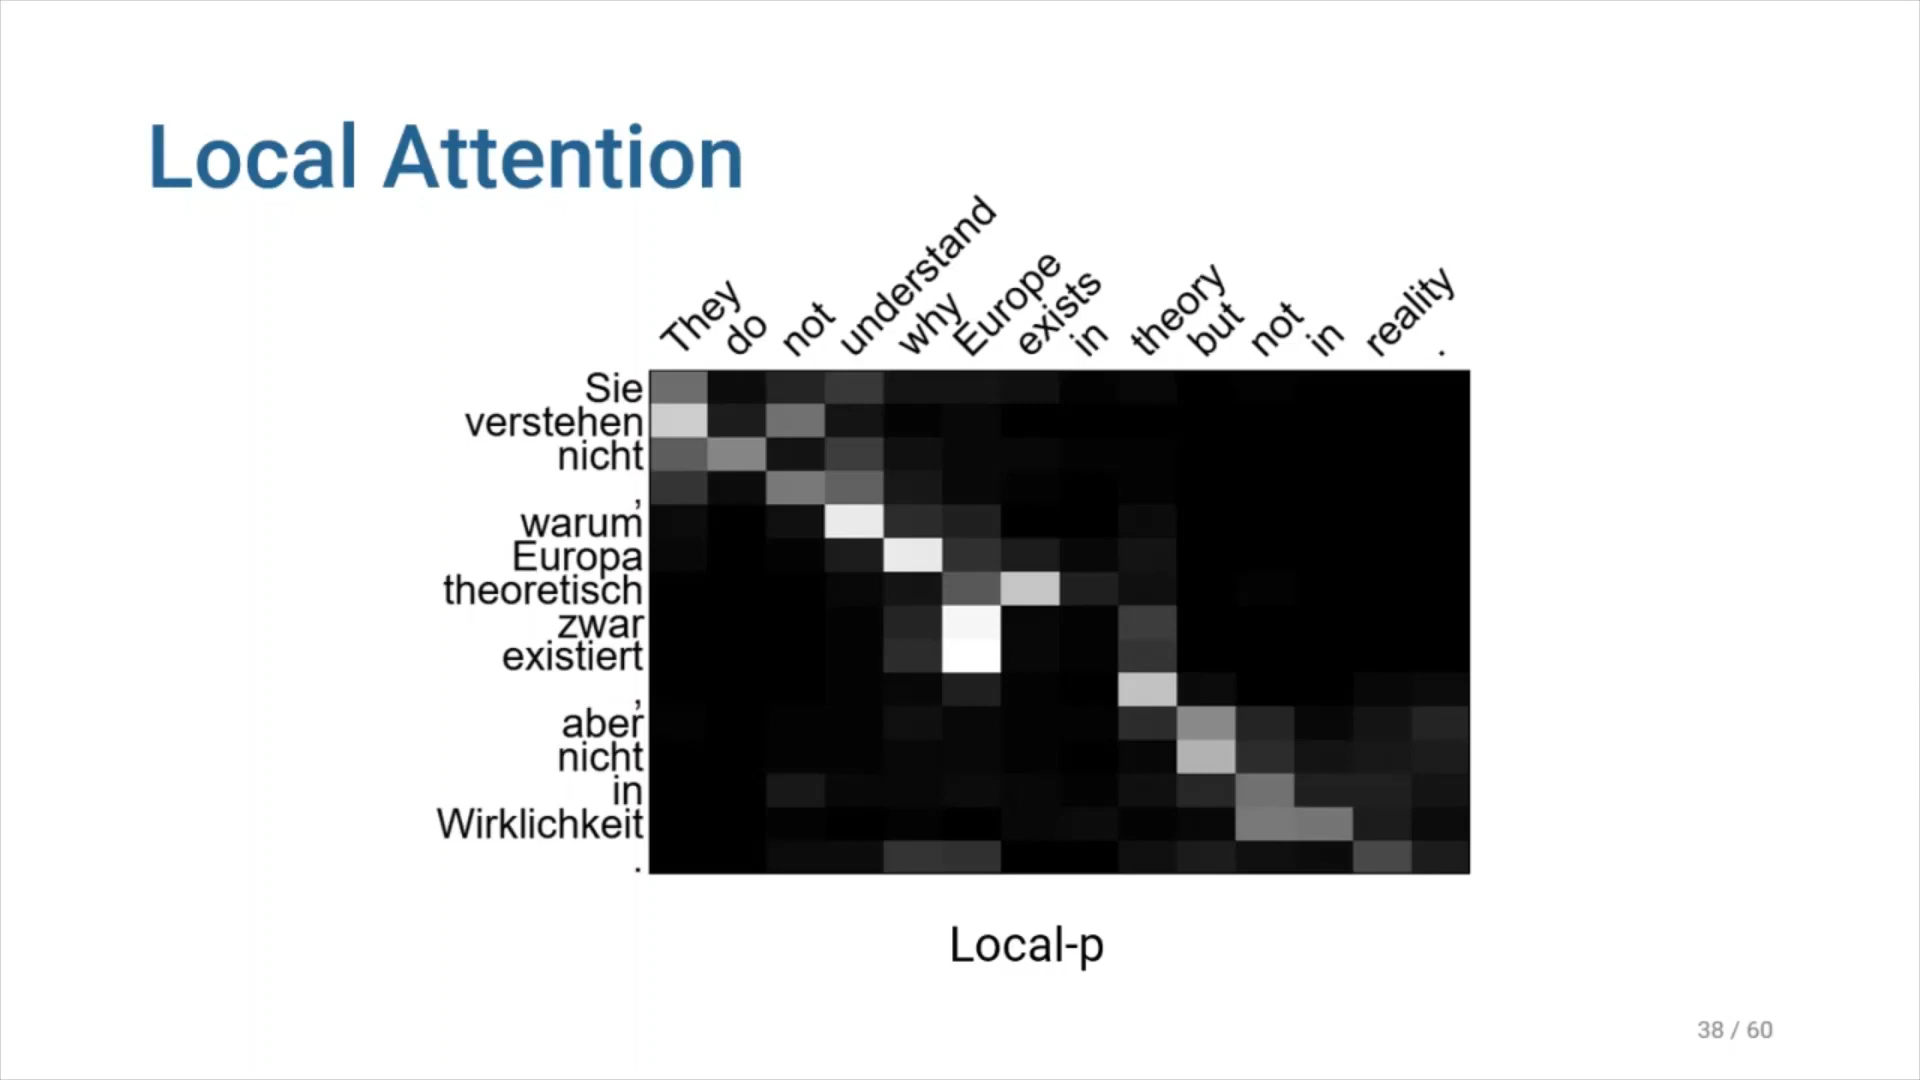 Local Attention
They do not understand why Europe exists in theory but not in reality .
Sie
verstehen
nicht
,
warum
Europa
theoretisch
zwar
existiert
,
aber
nicht
in
Wirklichkeit
.
Local-p
38 / 60